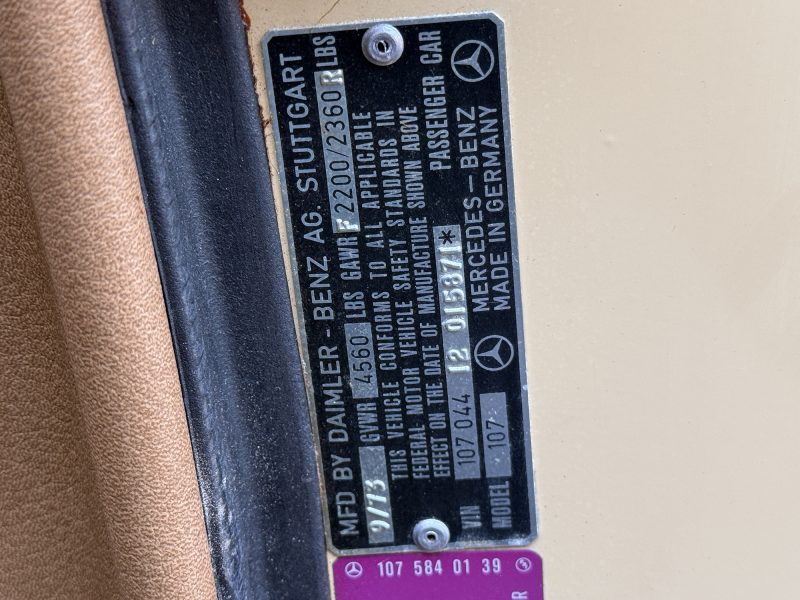 MFD BY DAIMLER-BENZ AG. STUTTGART
9/73 GVWR 4560 LBS GAWR F2200/2360R LBS
THIS VEHICLE CONFORMS TO ALL APPLICABLE
FEDERAL MOTOR VEHICLE SAFETY STANDARDS IN
EFFECT ON THE DATE OF MANUFACTURE SHOWN ABOVE
VIN 107 044 12 015871* PASSENGER CAR
MODEL 107 MERCEDES-BENZ
MADE IN GERMANY
107 584 01 39
R